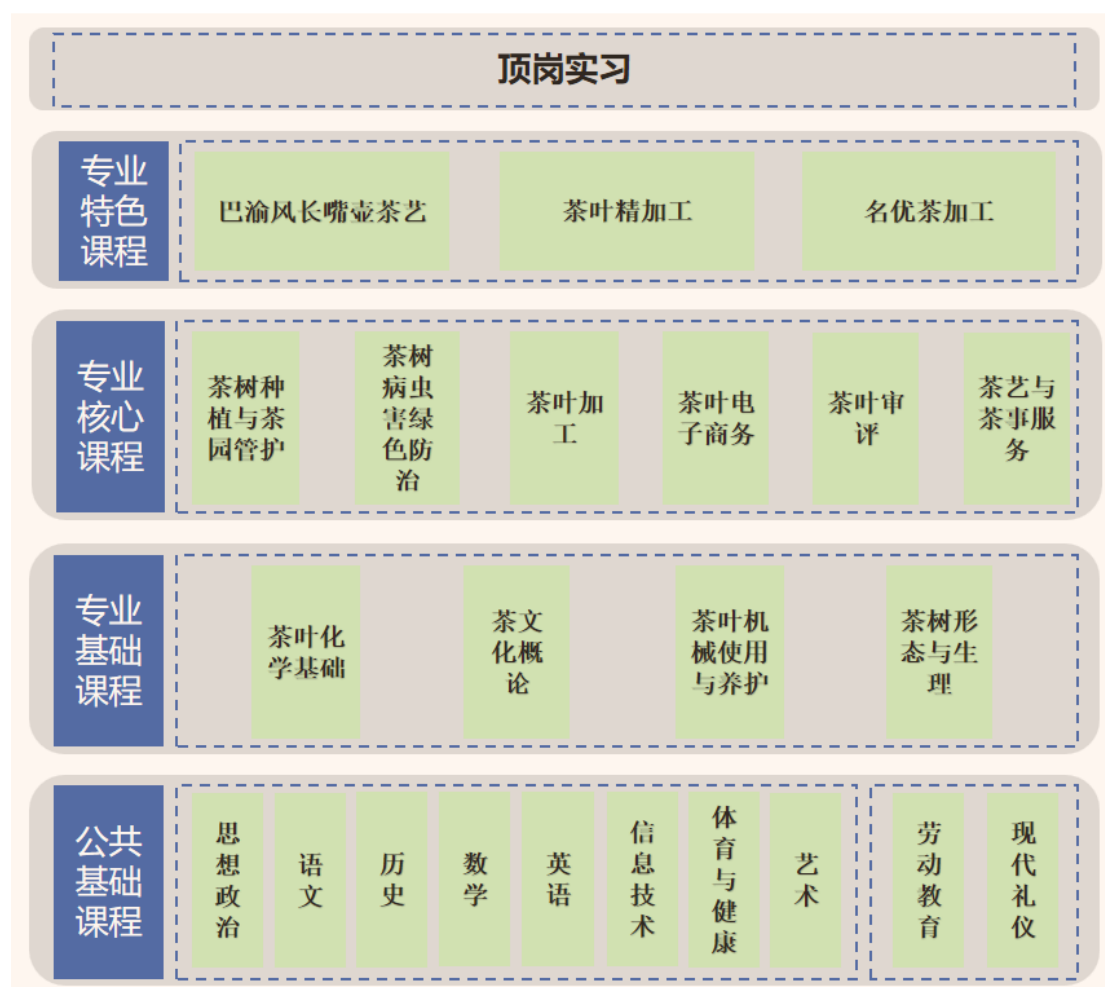 顶岗实习
专业
特色
课程
巴渝风长嘴壶茶艺
茶叶精加工
名优茶加工
专业
核心
课程
茶树种
植与茶
园管护
茶树
病虫
害绿
色防
治
茶叶加
工
茶叶电
子商务
茶叶审
评
茶艺与
茶事服
务
专业
基础
课程
茶叶化
学基础
茶文
化概
论
茶叶机
械使用
与养护
茶树形
态与生
理
公共
基础
课程
思想政治
语文
历史
数学
英语
信息技术
体育与健康
艺术
劳动教育
现代礼仪